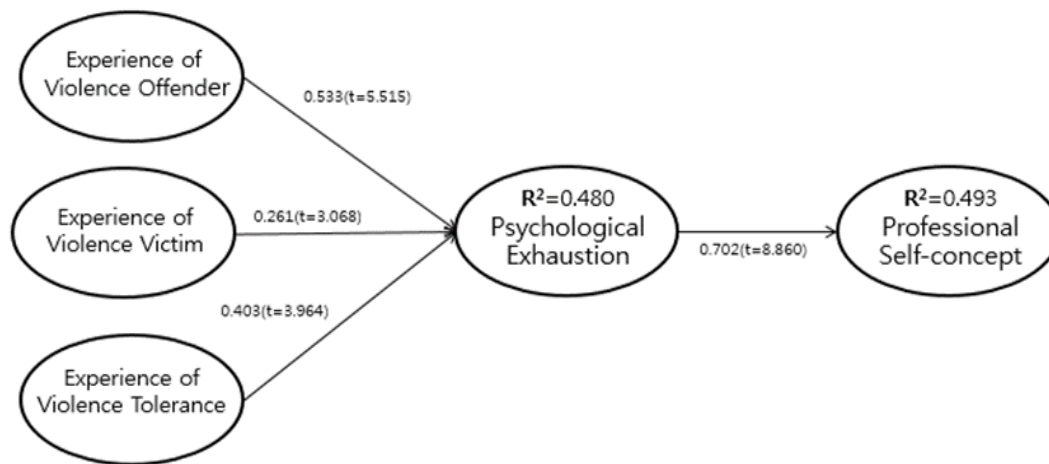 Experience of
Violence Offender
0.533(t=5.515)
Experience of
Violence Victim
0.261(t=3.068)
R²=0.480
Psychological
Exhaustion
0.702(t=8.860)
R²=0.493
Professional
Self-concept
0.403(t=3.964)
Experience of
Violence Tolerance